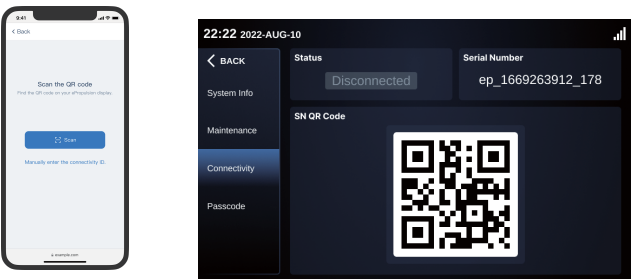 9:41
< Back
Scan the QR code
Find the QR code on your ePropulsion display.
Scan
Manually enter the connectivity ID.
example.com
22:22 2022-AUG-10
BACK
System Info
Maintenance
Connectivity
Passcode
Status
Disconnected
Serial Number
ep_1669263912_178
SN QR Code